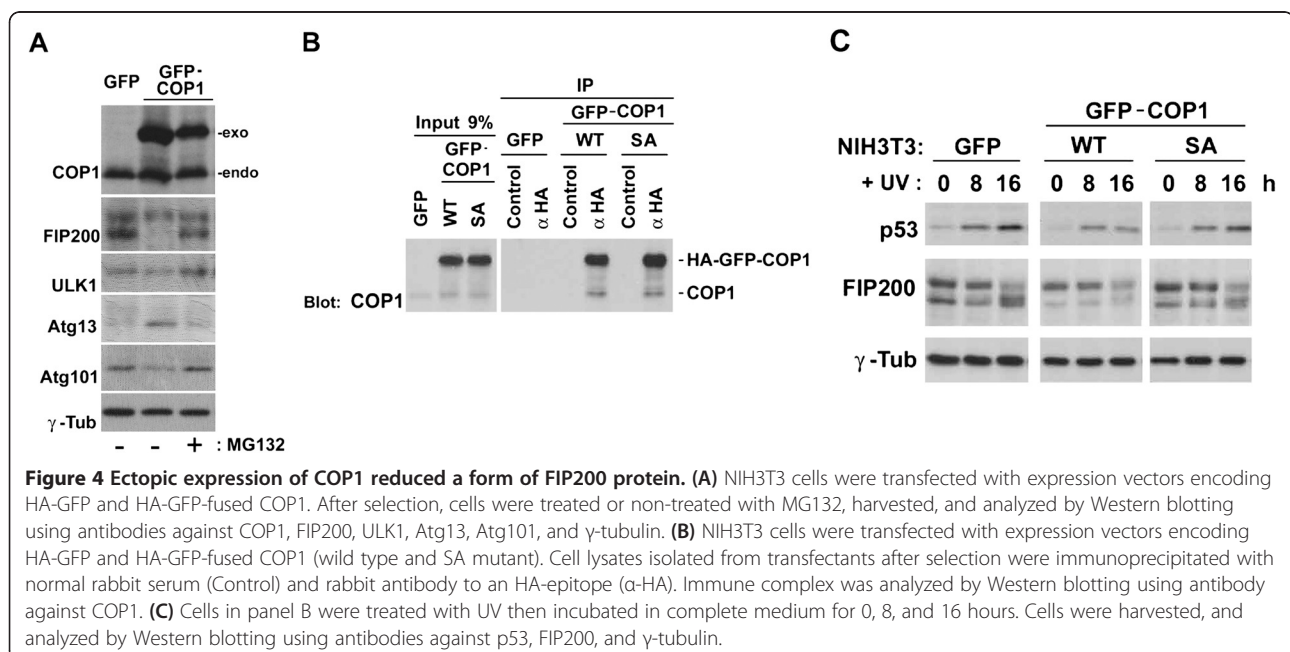 A
GFP GFP-
COP1
-exo
COP1 -endo
FIP200
ULK1
Atg13
Atg101
γ-Tub
- - + : MG132
B
IP
Input 9% GFP-COP1
GFP-
COP1 GFP WT SA
GFP WT SA Control α HA Control α HA Control α HA
-HA-GFP-COP1
Blot: COP1 -COP1
C
GFP-COP1
NIH3T3: GFP WT SA
+ UV : 0 8 16 0 8 16 0 8 16 h
p53
FIP200
γ-Tub
Figure 4 Ectopic expression of COP1 reduced a form of FIP200 protein. (A) NIH3T3 cells were transfected with expression vectors encoding
HA-GFP and HA-GFP-fused COP1. After selection, cells were treated or non-treated with MG132, harvested, and analyzed by Western blotting
using antibodies against COP1, FIP200, ULK1, Atg13, Atg101, and γ-tubulin. (B) NIH3T3 cells were transfected with expression vectors encoding
HA-GFP and HA-GFP-fused COP1 (wild type and SA mutant). Cell lysates isolated from transfectants after selection were immunoprecipitated with
normal rabbit serum (Control) and rabbit antibody to an HA-epitope (α-HA). Immune complex was analyzed by Western blotting using antibody
against COP1. (C) Cells in panel B were treated with UV then incubated in complete medium for 0, 8, and 16 hours. Cells were harvested, and
analyzed by Western blotting using antibodies against p53, FIP200, and γ-tubulin.